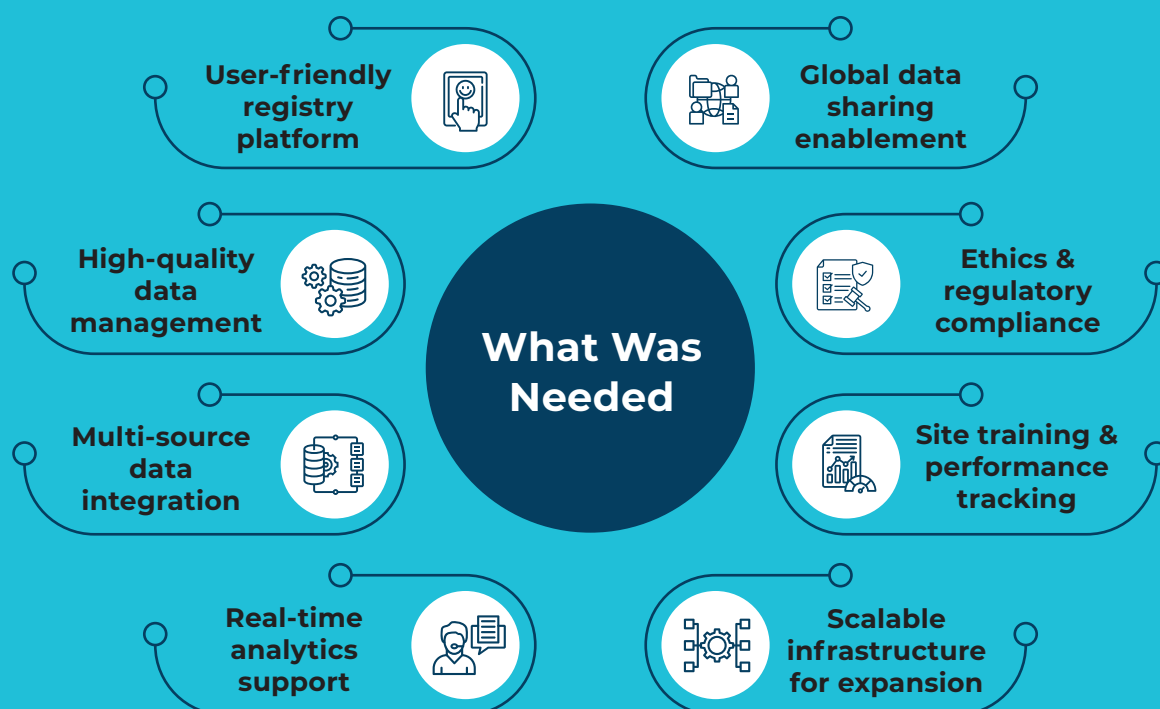 User-friendly
registry
platform
Global data
sharing
enablement
High-quality
data
management
Ethics &
regulatory
compliance
What Was
Needed
Multi-source
data
integration
Site training &
performance
tracking
Real-time
analytics
support
Scalable
infrastructure
for expansion